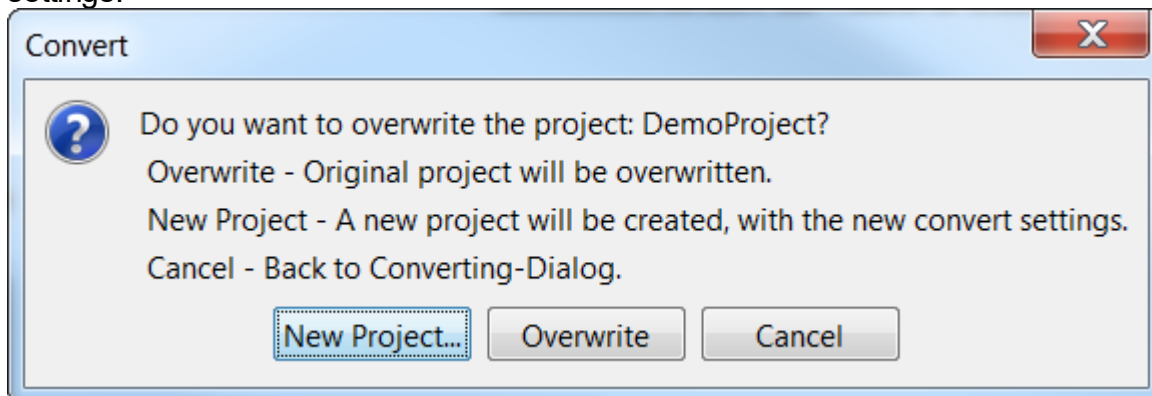 settings.
Convert
Do you want to overwrite the project: DemoProject?
Overwrite - Original project will be overwritten.
New Project - A new project will be created, with the new convert settings.
Cancel - Back to Converting-Dialog.
New Project... Overwrite Cancel